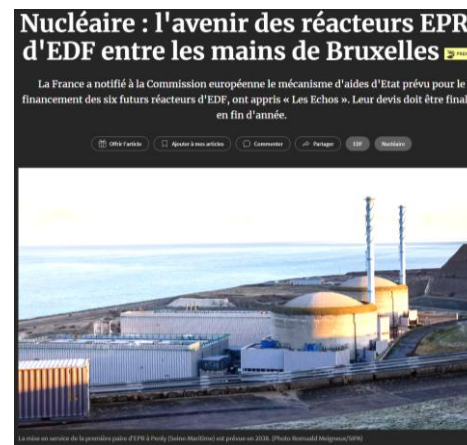 Nucléaire : l'avenir des réacteurs EPR
d'EDF entre les mains de Bruxelles
La France a notifié à la Commission européenne le mécanisme d'aides d'Etat prévu pour le
financement des six futurs réacteurs d'EDF, ont appris « Les Echos ». Leur devis doit être final
en fin d'année.
Offrir l'article Ajouter à mes articles Commenter Partager EDF Nucléaire
La mise en service de la première paire d'EPR à Penly (Seine-Maritime) est prévue en 2038. (Photo Romuald Meigneux/SIPA)